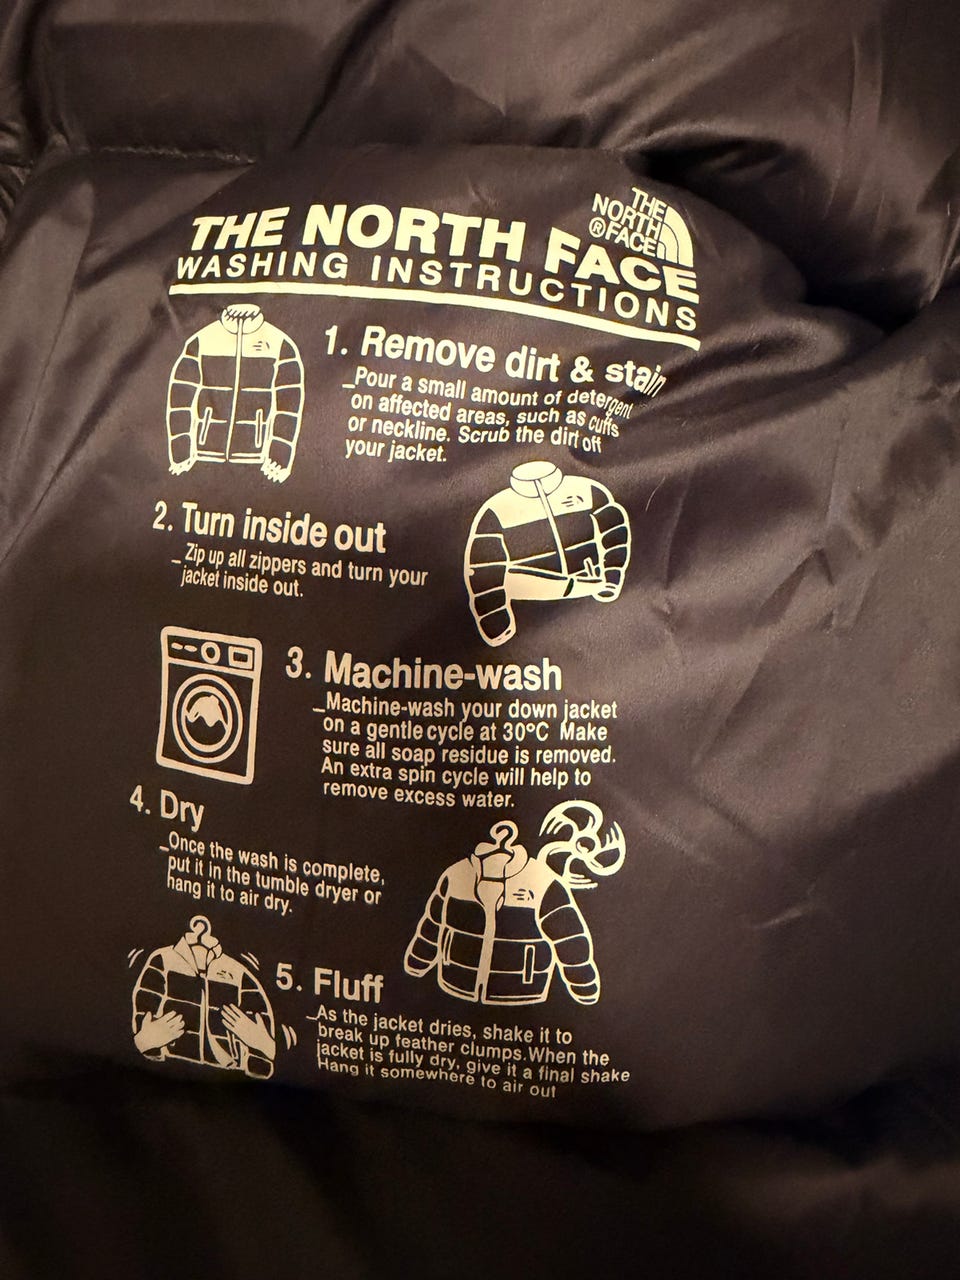 THE
NORTH
® FACE
THE NORTH FACE
WASHING INSTRUCTIONS
1. Remove dirt & stain
_Pour a small amount of detergent
on affected areas, such as cuffs
or neckline. Scrub the dirt off
your jacket.
2. Turn inside out
_ Zip up all zippers and turn your
jacket inside out.
3. Machine-wash
_Machine-wash your down jacket
on a gentle cycle at 30ºC Make
sure all soap residue is removed.
An extra spin cycle will help to
remove excess water.
4. Dry
_Once the wash is complete,
put it in the tumble dryer or
hang it to air dry.
5. Fluff
_As the jacket dries, shake it to
break up feather clumps.When the
jacket is fully dry, give it a final shake
Hang it somewhere to air out